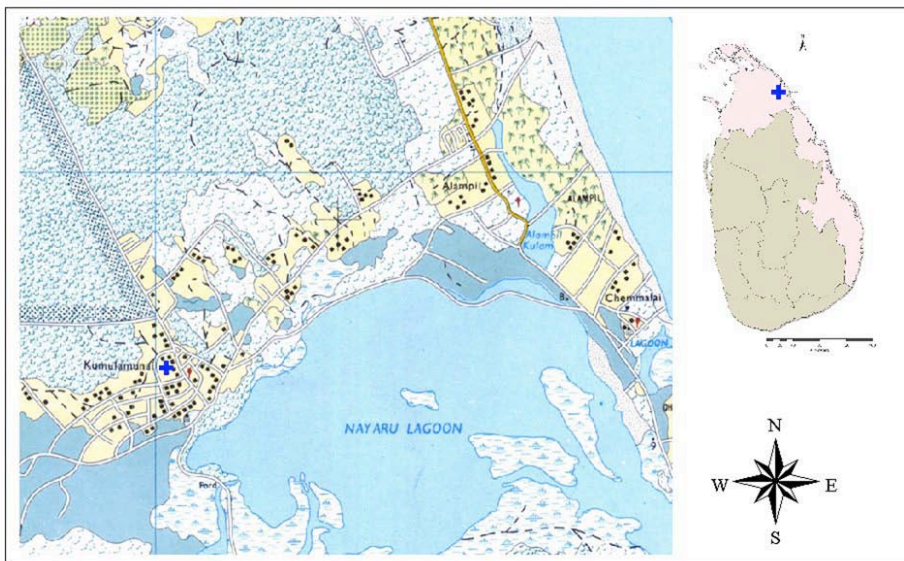 Alampil
ALAMPIL
Alampil
Kulam
B.
Chemmalai
LAGOON
Kumulamunai
NAYARU LAGOON
Ford
N
W
E
S